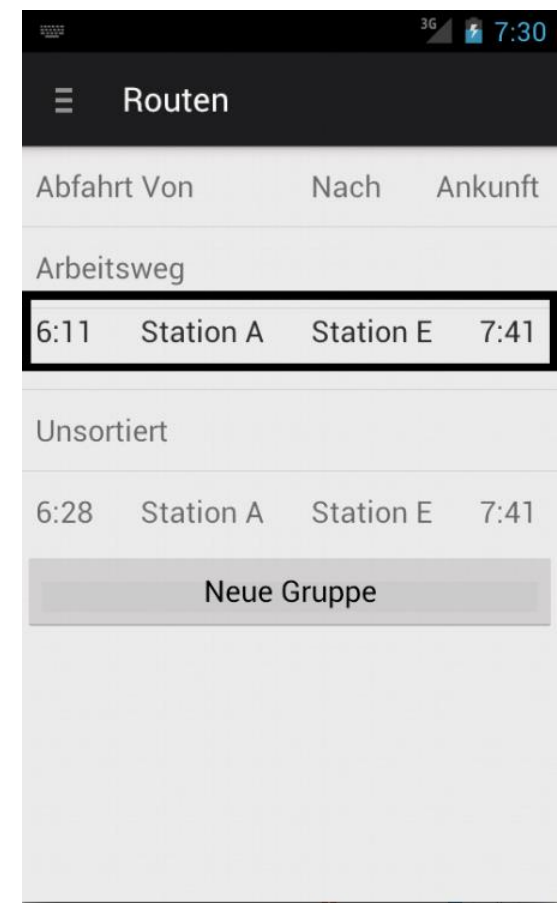 3G 7:30
Routen
Abfahrt Von Nach Ankunft
Arbeitsweg
6:11 Station A Station E 7:41
Unsortiert
6:28 Station A Station E 7:41
Neue Gruppe